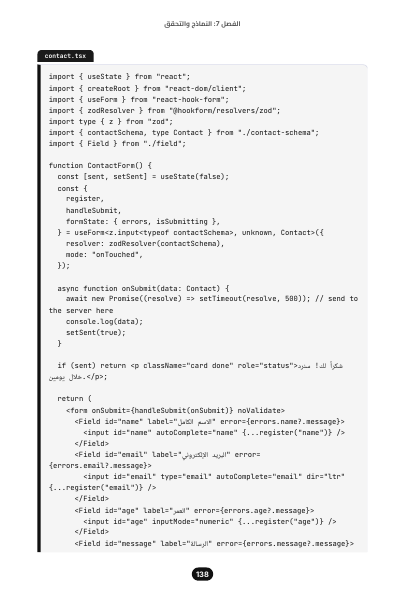 الفصل 7: النماذج والتحقق
contact.tsx
import { useState } from "react";
import { createRoot } from "react-dom/client";
import { useForm } from "react-hook-form";
import { zodResolver } from "@hookform/resolvers/zod";
import type { z } from "zod";
import { contactSchema, type Contact } from "./contact-schema";
import { Field } from "./field";
function ContactForm() {
const [sent, setSent] = useState(false);
const {
register,
handleSubmit,
formState: { errors, isSubmitting },
} = useForm<z.input<typeof contactSchema>, unknown, Contact>({
resolver: zodResolver(contactSchema),
mode: "onTouched",
});
async function onSubmit(data: Contact) {
await new Promise((resolve) => setTimeout(resolve, 500)); // send to
the server here
console.log(data);
setSent(true);
}
if (sent) return <p className="card done" role="status">شكراً لك! سنرد
خلال يومين.</p>;
return (
<form onSubmit={handleSubmit(onSubmit)} noValidate>
<Field id="name" label="الاسم الكامل" error={errors.name?.message}>
<input id="name" autoComplete="name" {...register("name")} />
</Field>
<Field id="email" label="البريد الإلكتروني" error=
{errors.email?.message}>
<input id="email" type="email" autoComplete="email" dir="ltr"
{...register("email")} />
</Field>
<Field id="age" label="العمر" error={errors.age?.message}>
<input id="age" inputMode="numeric" {...register("age")} />
</Field>
<Field id="message" label="الرسالة" error={errors.message?.message}>
138